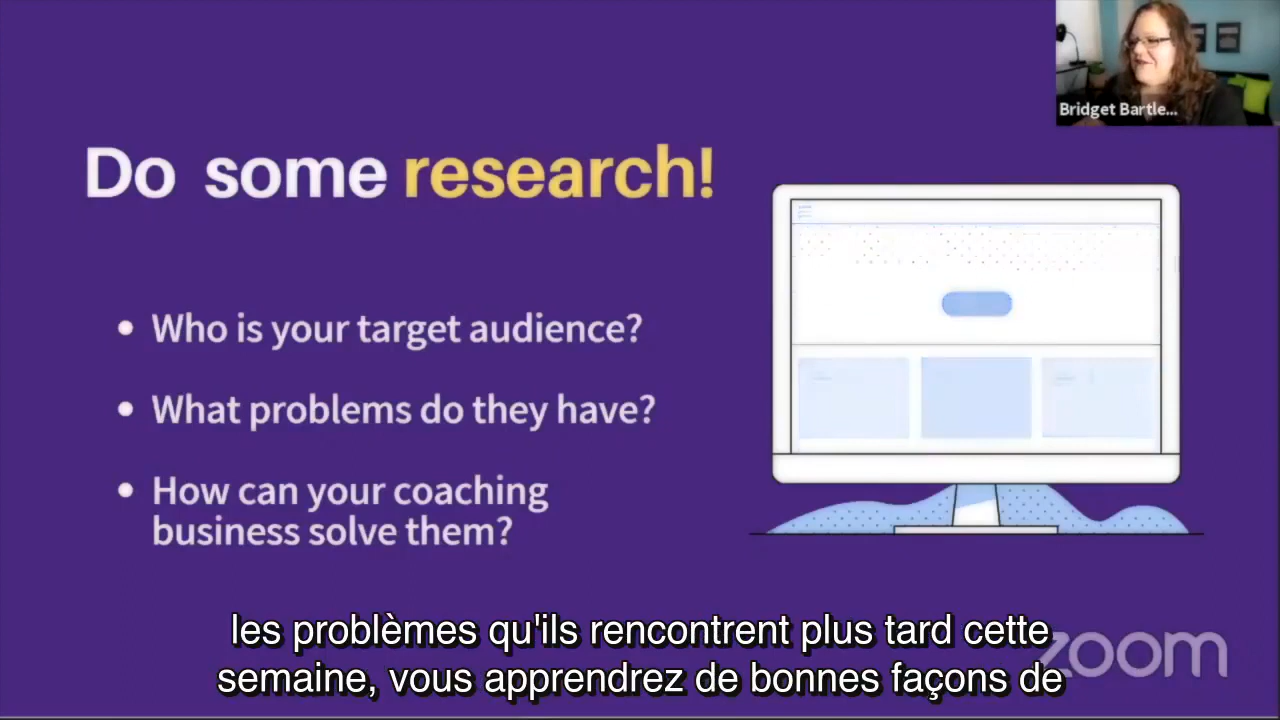 Bridget Bartle...
Do some research!
• Who is your target audience?
• What problems do they have?
• How can your coaching
business solve them?
les problèmes qu'ils rencontrent plus tard cette
semaine, vous apprendrez de bonnes façons de
zoom